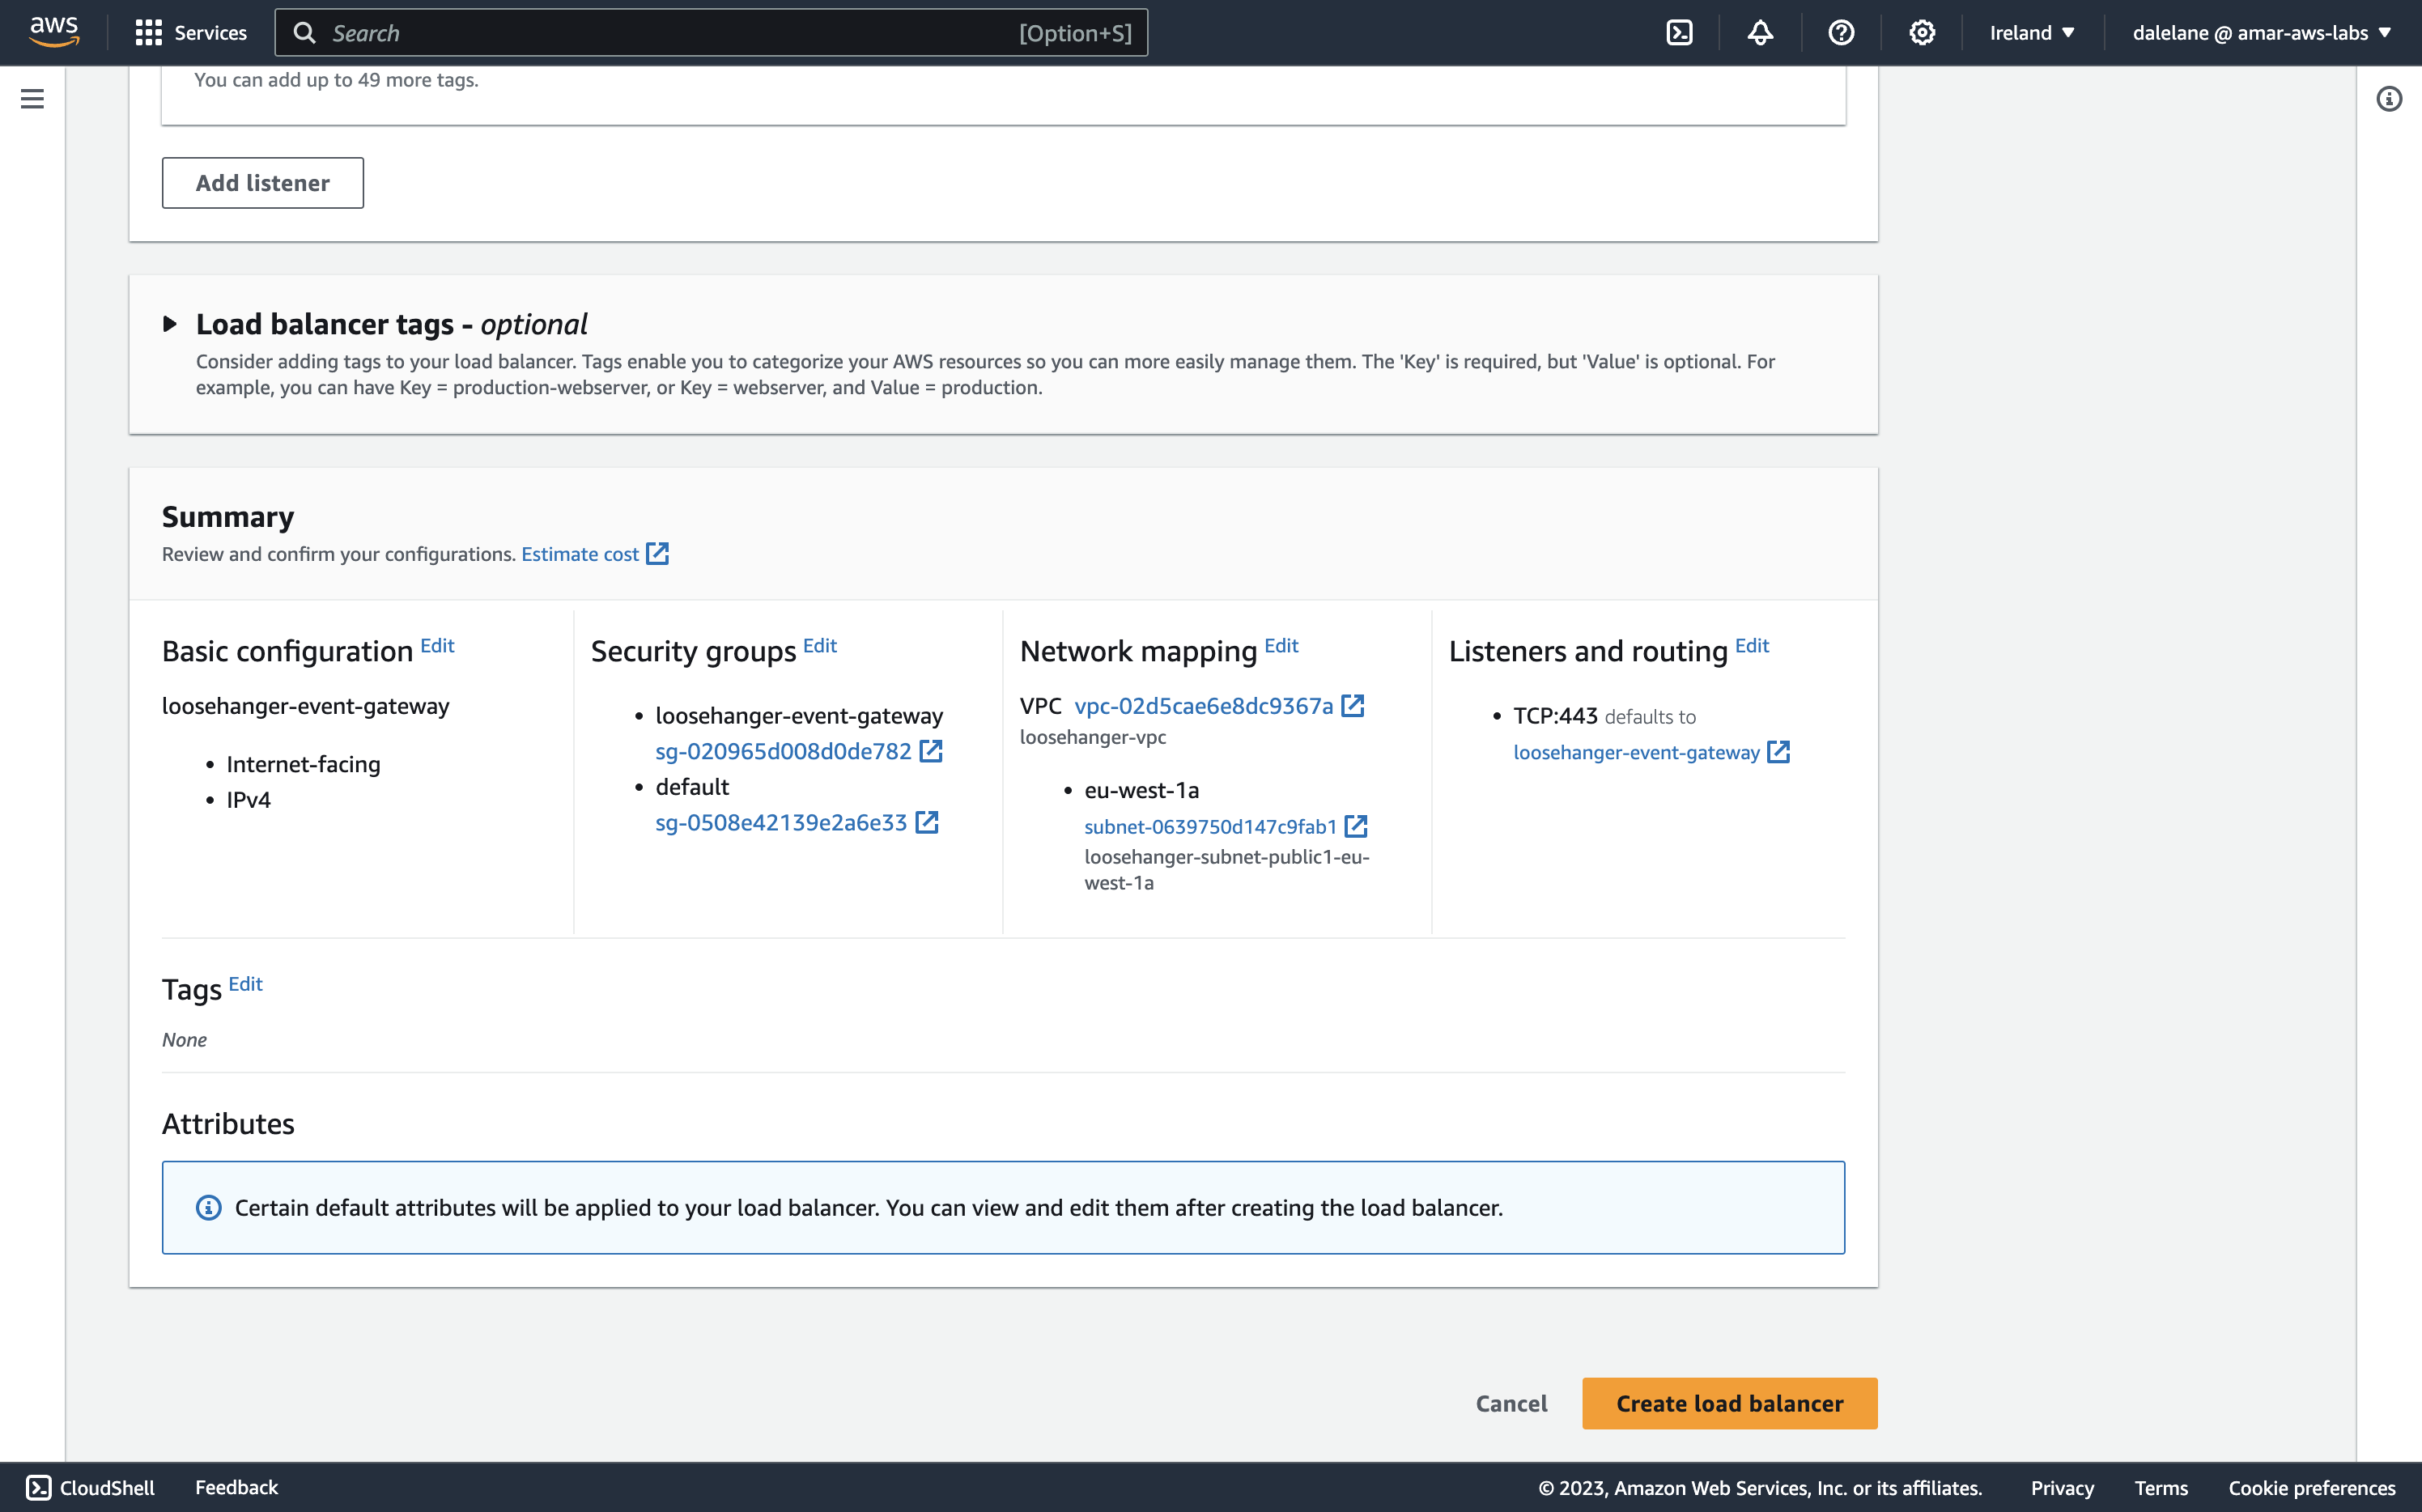 aws
Services
Search
[Option+S]
Ireland
dalelane @ amar-aws-labs
You can add up to 49 more tags.
Add listener
Load balancer tags - optional
Consider adding tags to your load balancer. Tags enable you to categorize your AWS resources so you can more easily manage them. The 'Key' is required, but 'Value' is optional. For
example, you can have Key = production-webserver, or Key = webserver, and Value = production.
Summary
Review and confirm your configurations. Estimate cost
Basic configuration Edit
loosehanger-event-gateway
• Internet-facing
• IPv4
Security groups Edit
• loosehanger-event-gateway
sg-020965d008d0de782
• default
sg-0508e42139e2a6e33
Network mapping Edit
VPC vpc-02d5cae6e8dc9367a
loosehanger-vpc
• eu-west-1a
subnet-0639750d147c9fab1
loosehanger-subnet-public1-eu-
west-1a
Listeners and routing Edit
• TCP:443 defaults to
loosehanger-event-gateway
Tags Edit
None
Attributes
Certain default attributes will be applied to your load balancer. You can view and edit them after creating the load balancer.
Cancel
Create load balancer
CloudShell
Feedback
© 2023, Amazon Web Services, Inc. or its affiliates.
Privacy
Terms
Cookie preferences